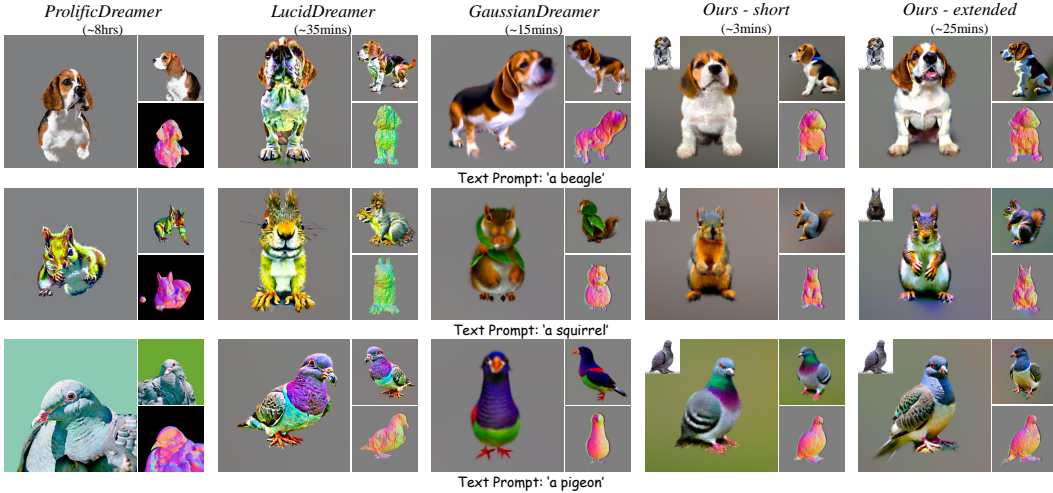 ProlificDreamer LucidDreamer GaussianDreamer Ours - short Ours - extended
(~8hrs) (~35mins) (~15mins) (~3mins) (~25mins)
Text Prompt: 'a beagle'
Text Prompt: 'a squirrel'
Text Prompt: 'a pigeon'